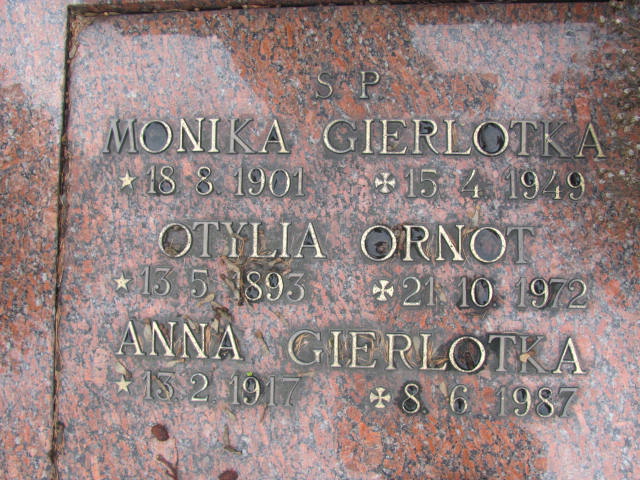 S P
MONIKA GIERLOTKA
18. 8. 1901 15. 4. 1949
OTYLIA ORNOT
13. 5. 1893 21. 10. 1972
ANNA GIERLOTKA
13. 2. 1917 8. 6. 1987